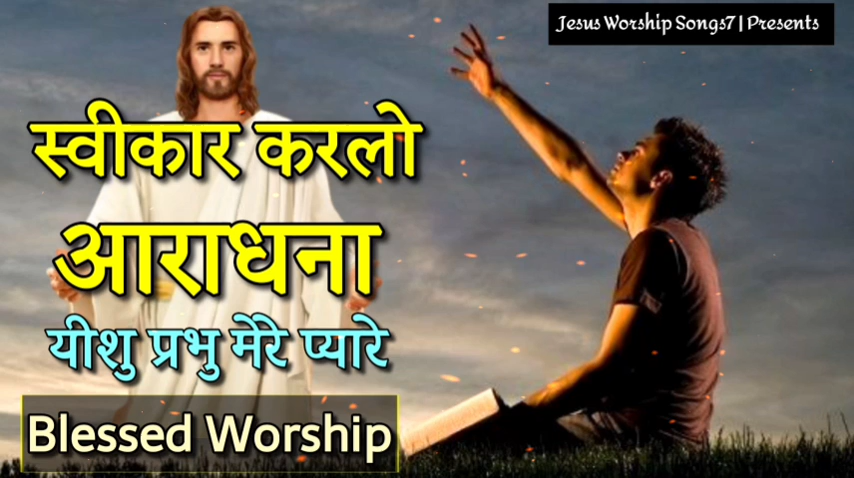 Jesus Worship Songs7 | Presents
स्वीकार करलो
आराधना
यीशु प्रभु मेरे प्यारे
Blessed Worship